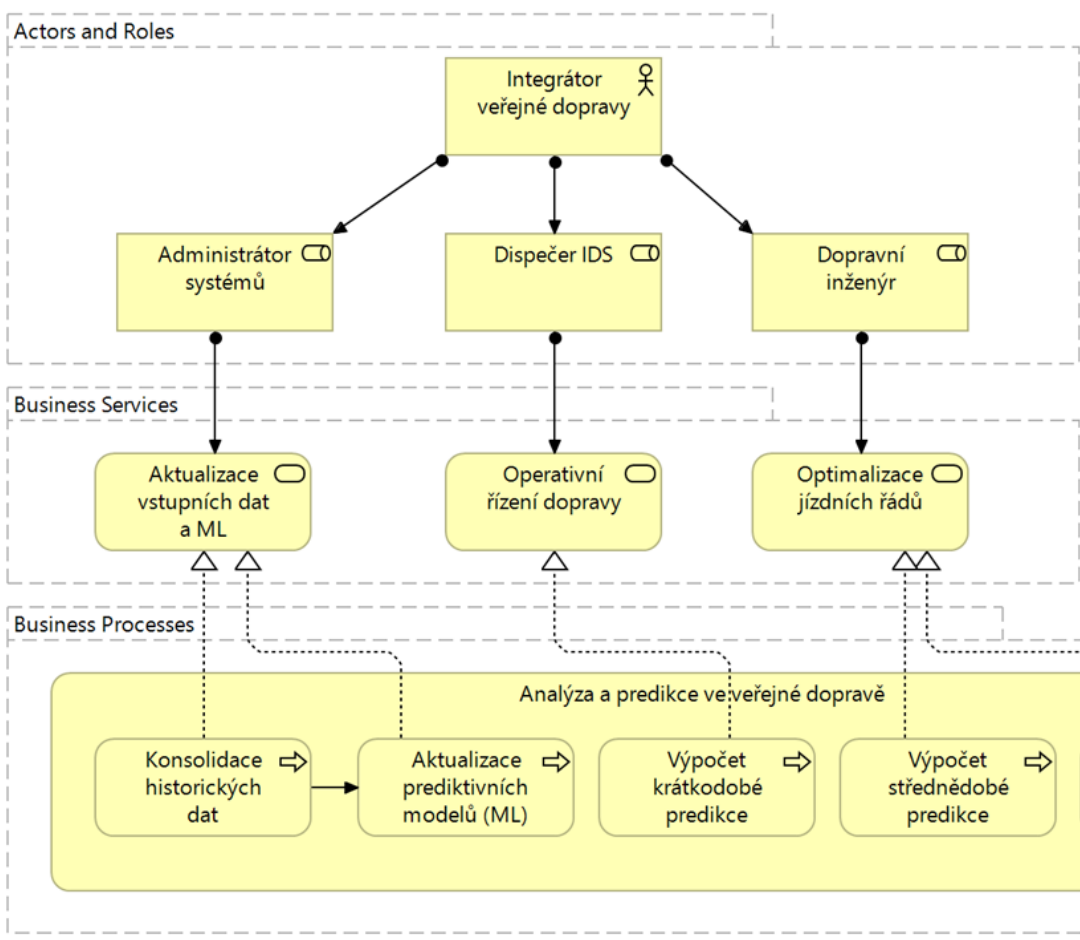 Actors and Roles
Integrátor
veřejné dopravy
Administrátor
systémů
Dispečer IDS
Dopravní
inženýr
Business Services
Aktualizace
vstupních dat
a ML
Operativní
řízení dopravy
Optimalizace
jízdních řádů
Business Processes
Analýza a predikce ve veřejné dopravě
Konsolidace
historických
dat
Aktualizace
prediktivních
modelů (ML)
Výpočet
krátkodobé
predikce
Výpočet
střednědobé
predikce